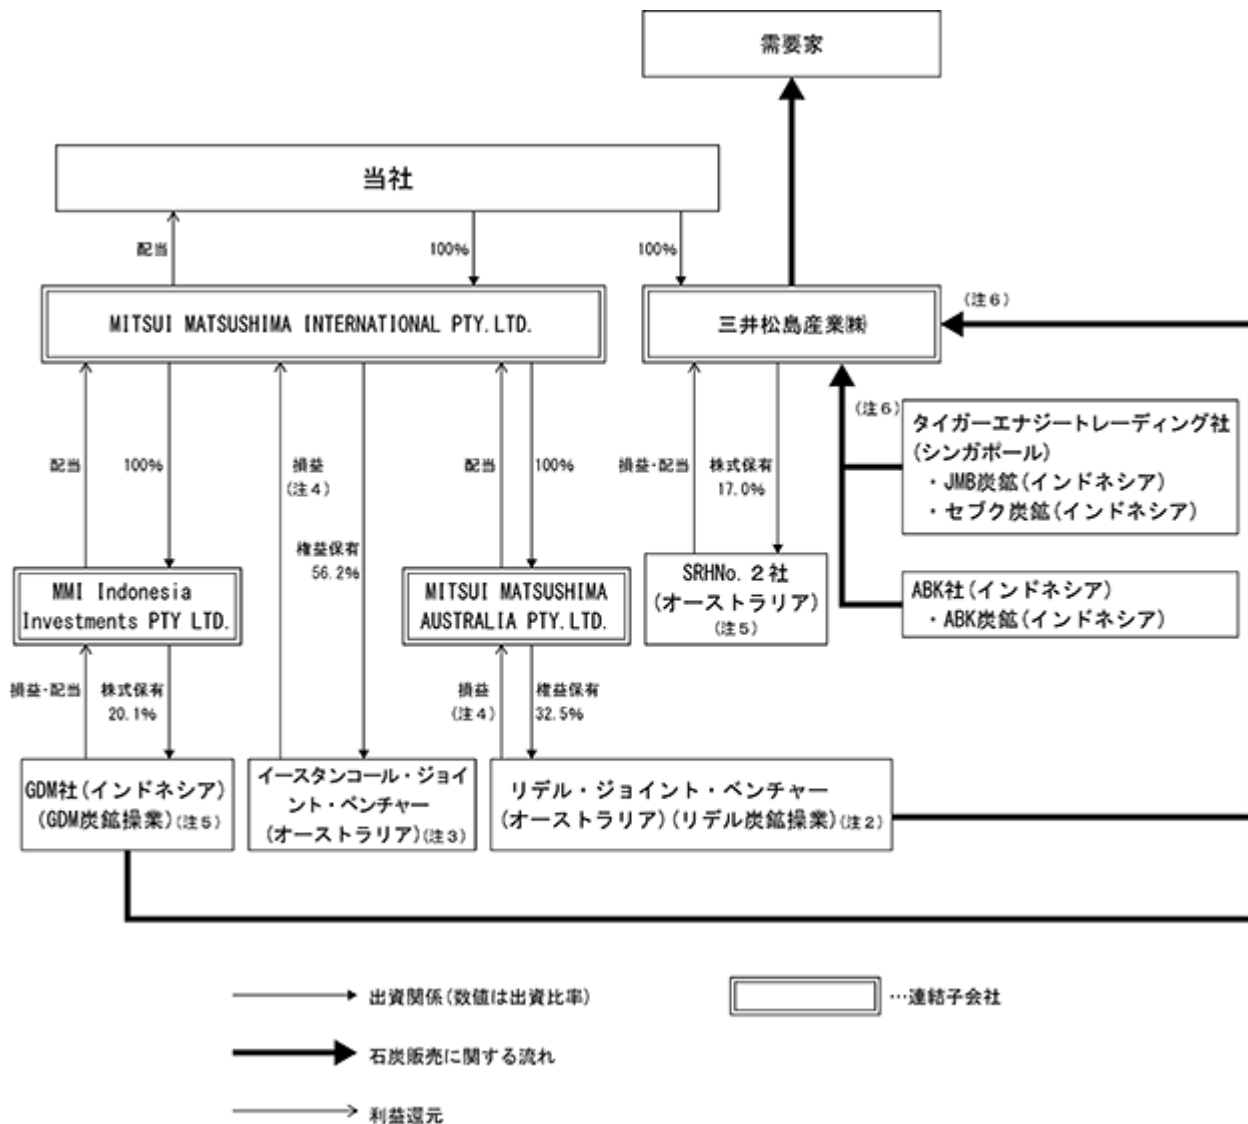 需要家
当社
配当
100%
100%
MITSUI MATSUSHIMA INTERNATIONAL PTY.LTD.
三井松島産業㈱
(注6)
(注6)
タイガーエナジートレーディング社
(シンガポール)
・JMB炭鉱(インドネシア)
・セブク炭鉱(インドネシア)
配当
100%
損益
(注4)
配当
100%
損益・配当
株式保有
17.0%
権益保有
56.2%
MMI Indonesia
Investments PTY LTD.
MITSUI MATSUSHIMA
AUSTRALIA PTY.LTD.
SRHNo.2社
(オーストラリア)
(注5)
ABK社(インドネシア)
・ABK炭鉱(インドネシア)
損益・配当
株式保有
20.1%
損益
(注4)
権益保有
32.5%
GDM社(インドネシア)
(GDM炭鉱操業)(注5)
イースタンコール・ジョイ
ント・ベンチャー
(オーストラリア)(注3)
リデル・ジョイント・ベンチャー
(オーストラリア)(リデル炭鉱操業)(注2)
出資関係(数値は出資比率)
…連結子会社
石炭販売に関する流れ
利益還元